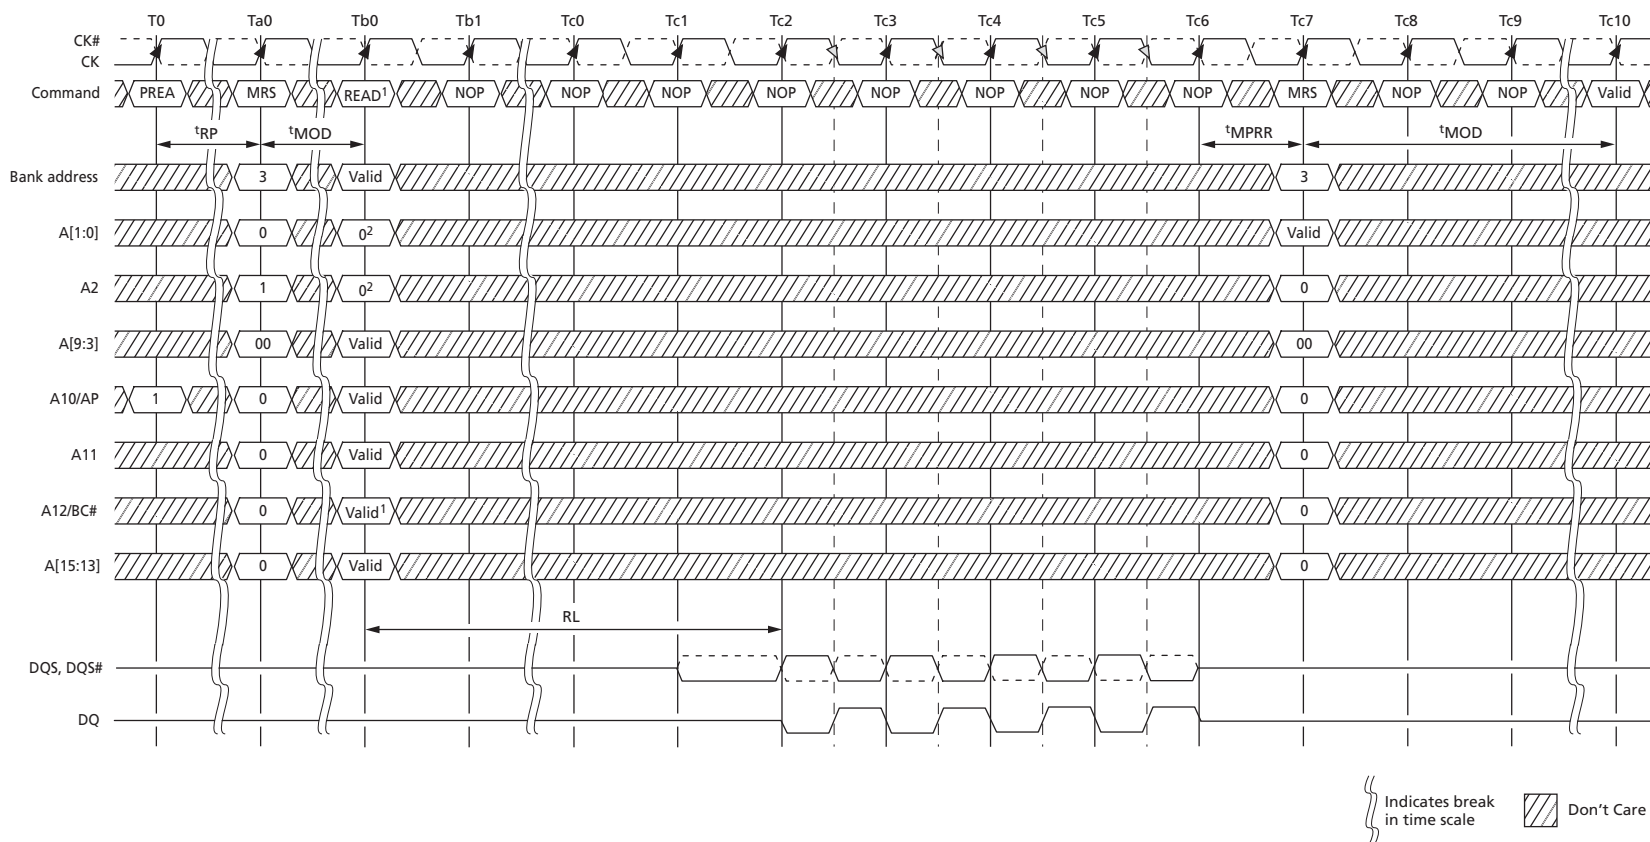 T0 Ta0 Tb0 Tb1 Tc0 Tc1 Tc2 Tc3 Tc4 Tc5 Tc6 Tc7 Tc8 Tc9 Tc10
CK#
CK
Command PREA MRS READ1 NOP NOP NOP NOP NOP NOP NOP NOP MRS NOP NOP Valid
tRP tMOD tMPRR tMOD
Bank address 3 Valid 3
A[1:0] 0 02 Valid
A2 1 02 0
A[9:3] 00 Valid 00
A10/AP 1 0 Valid 0
A11 0 Valid 0
A12/BC# 0 Valid1 0
A[15:13] 0 Valid 0
RL
DQS, DQS#
DQ
Indicates break
in time scale
Don't Care